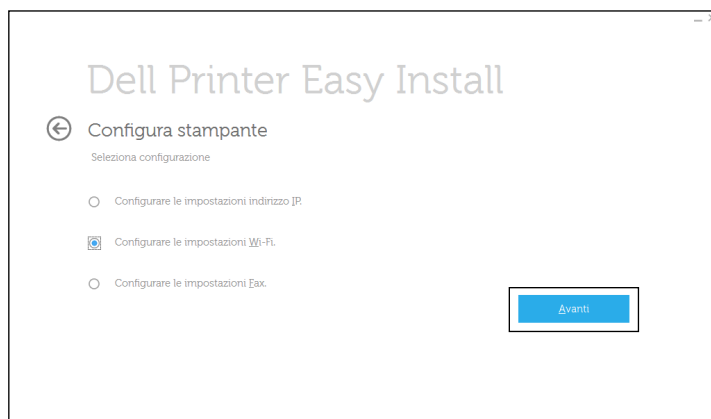 Dell Printer Easy Install
Configura stampante
Seleziona configurazione
Configurare le impostazioni indirizzo IP.
Configurare le impostazioni Wi-Fi.
Configurare le impostazioni Fax.
Avanti